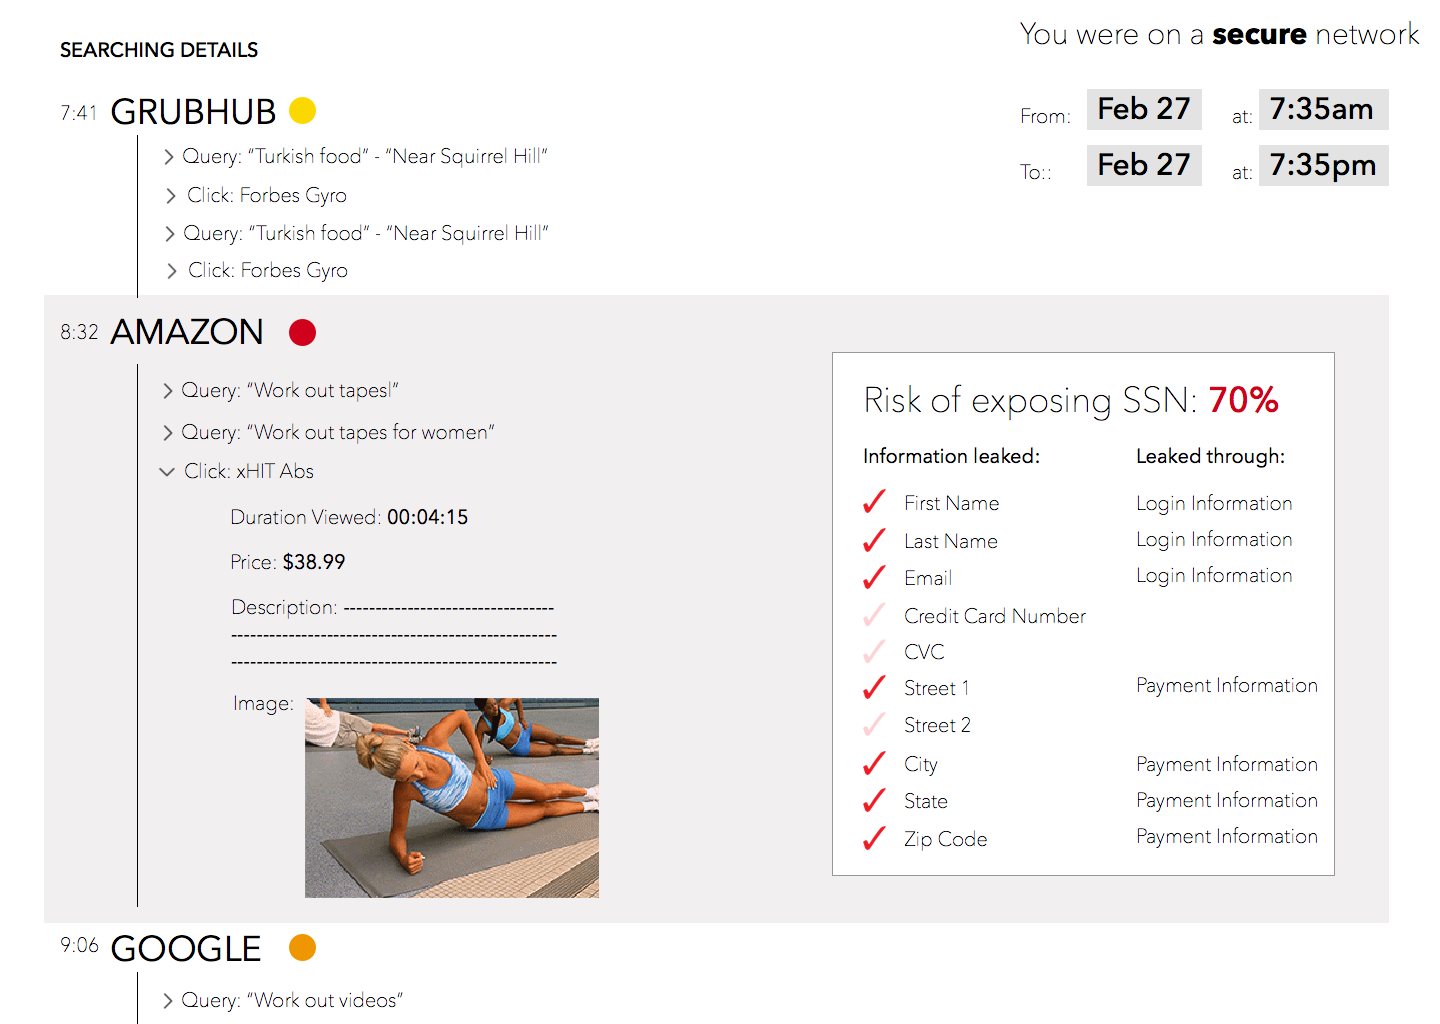 SEARCHING DETAILS
You were on a secure network
From: Feb 27 at: 7:35am
To:: Feb 27 at: 7:35pm
7:41 GRUBHUB
Query: “Turkish food” - “Near Squirrel Hill”
Click: Forbes Gyro
Query: “Turkish food” - “Near Squirrel Hill”
Click: Forbes Gyro
8:32 AMAZON
Query: “Work out tapes|”
Query: “Work out tapes for women”
Click: xHIT Abs
Duration Viewed: 00:04:15
Price: $38.99
Description: ---------------------------------
---------------------------------------------------
---------------------------------------------------
Image:
Risk of exposing SSN: 70%
Information leaked: Leaked through:
First Name Login Information
Last Name Login Information
Email Login Information
Credit Card Number
CVC
Street 1 Payment Information
Street 2
City Payment Information
State Payment Information
Zip Code Payment Information
9:06 GOOGLE
Query: “Work out videos”